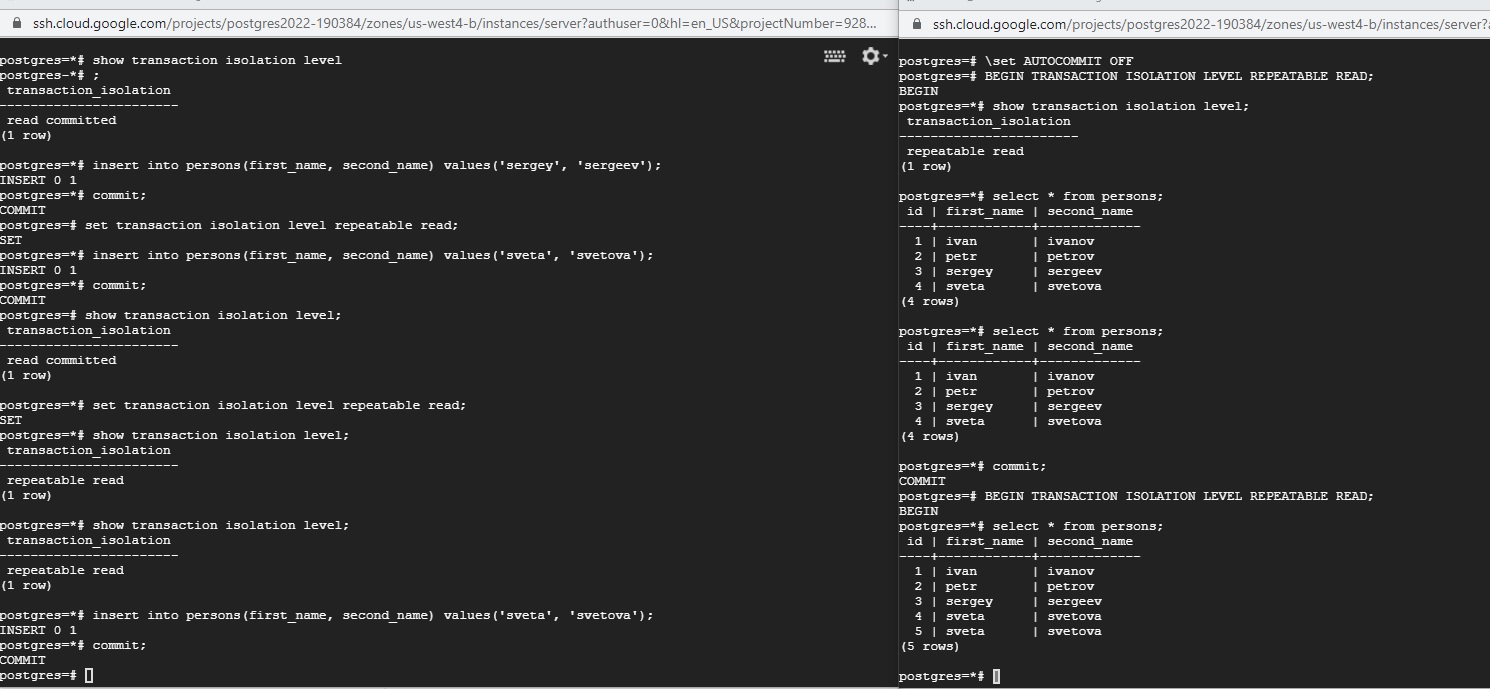 ssh.cloud.google.com/projects/postgres2022-190384/zones/us-west4-b/instances/server?authuser=0&hl=en_US&projectNumber=928...
postgres=*# show transaction isolation level
postgres-*# ;
 transaction_isolation
-----------------------
 read committed
(1 row)

postgres=*# insert into persons(first_name, second_name) values('sergey', 'sergeev');
INSERT 0 1
postgres=*# commit;
COMMIT
postgres=# set transaction isolation level repeatable read;
SET
postgres=*# insert into persons(first_name, second_name) values('sveta', 'svetova');
INSERT 0 1
postgres=*# commit;
COMMIT
postgres=# show transaction isolation level;
 transaction_isolation
-----------------------
 read committed
(1 row)

postgres=*# set transaction isolation level repeatable read;
SET
postgres=*# show transaction isolation level;
 transaction_isolation
-----------------------
 repeatable read
(1 row)

postgres=*# show transaction isolation level;
 transaction_isolation
-----------------------
 repeatable read
(1 row)

postgres=*# insert into persons(first_name, second_name) values('sveta', 'svetova');
INSERT 0 1
postgres=*# commit;
COMMIT
postgres=#
ssh.cloud.google.com/projects/postgres2022-190384/zones/us-west4-b/instances/server?
postgres=# \set AUTOCOMMIT OFF
postgres=# BEGIN TRANSACTION ISOLATION LEVEL REPEATABLE READ;
BEGIN
postgres=*# show transaction isolation level;
 transaction_isolation
-----------------------
 repeatable read
(1 row)

postgres=*# select * from persons;
 id | first_name | second_name
----+------------+-------------
  1 | ivan       | ivanov
  2 | petr       | petrov
  3 | sergey     | sergeev
  4 | sveta      | svetova
(4 rows)

postgres=*# select * from persons;
 id | first_name | second_name
----+------------+-------------
  1 | ivan       | ivanov
  2 | petr       | petrov
  3 | sergey     | sergeev
  4 | sveta      | svetova
(4 rows)

postgres=*# commit;
COMMIT
postgres=# BEGIN TRANSACTION ISOLATION LEVEL REPEATABLE READ;
BEGIN
postgres=*# select * from persons;
 id | first_name | second_name
----+------------+-------------
  1 | ivan       | ivanov
  2 | petr       | petrov
  3 | sergey     | sergeev
  4 | sveta      | svetova
  5 | sveta      | svetova
(5 rows)

postgres=*#